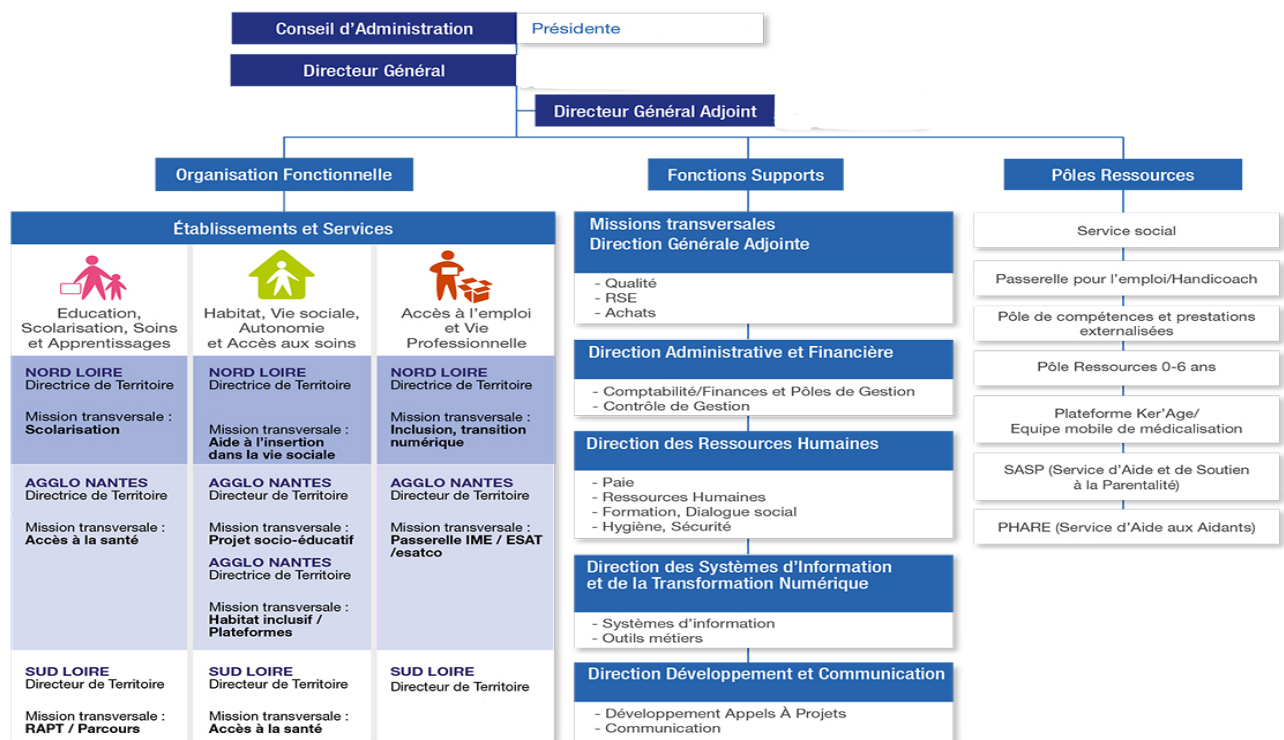 Conseil d'Administration
Présidente
Directeur Général
Directeur Général Adjoint
Organisation Fonctionnelle
Fonctions Supports
Pôles Ressources
Établissements et Services
Education,
Scolarisation, Soins
et Apprentissages
Habitat, Vie sociale,
Autonomie
et Accès aux soins
Accès à l'emploi
et Vie
Professionnelle
NORD LOIRE
Directrice de Territoire
Mission transversale :
Scolarisation
NORD LOIRE
Directrice de Territoire
Mission transversale :
Aide à l'insertion
dans la vie sociale
NORD LOIRE
Directrice de Territoire
Mission transversale :
Inclusion, transition
numérique
AGGLO NANTES
Directrice de Territoire
Mission transversale :
Accès à la santé
AGGLO NANTES
Directeur de Territoire
Mission transversale :
Projet socio-éducatif
AGGLO NANTES
Directrice de Territoire
Mission transversale :
Habitat inclusif /
Plateformes
AGGLO NANTES
Directeur de Territoire
Mission transversale :
Passerelle IME / ESAT
/esatco
SUD LOIRE
Directeur de Territoire
Mission transversale :
RAPT / Parcours
SUD LOIRE
Directeur de Territoire
Mission transversale :
Accès à la santé
SUD LOIRE
Directeur de Territoire
Missions transversales
Direction Générale Adjointe
- Qualité
- RSE
- Achats
Direction Administrative et Financière
- Comptabilité/Finances et Pôles de Gestion
- Contrôle de Gestion
Direction des Ressources Humaines
- Paie
- Ressources Humaines
- Formation, Dialogue social
- Hygiène, Sécurité
Direction des Systèmes d'Information
et de la Transformation Numérique
- Systèmes d'information
- Outils métiers
Direction Développement et Communication
- Développement Appels À Projets
- Communication
Service social
Passerelle pour l'emploi/Handicoach
Pôle de compétences et prestations
externalisées
Pôle Ressources 0-6 ans
Plateforme Ker'Age/
Equipe mobile de médicalisation
SASP (Service d'Aide et de Soutien
à la Parentalité)
PHARE (Service d'Aide aux Aidants)